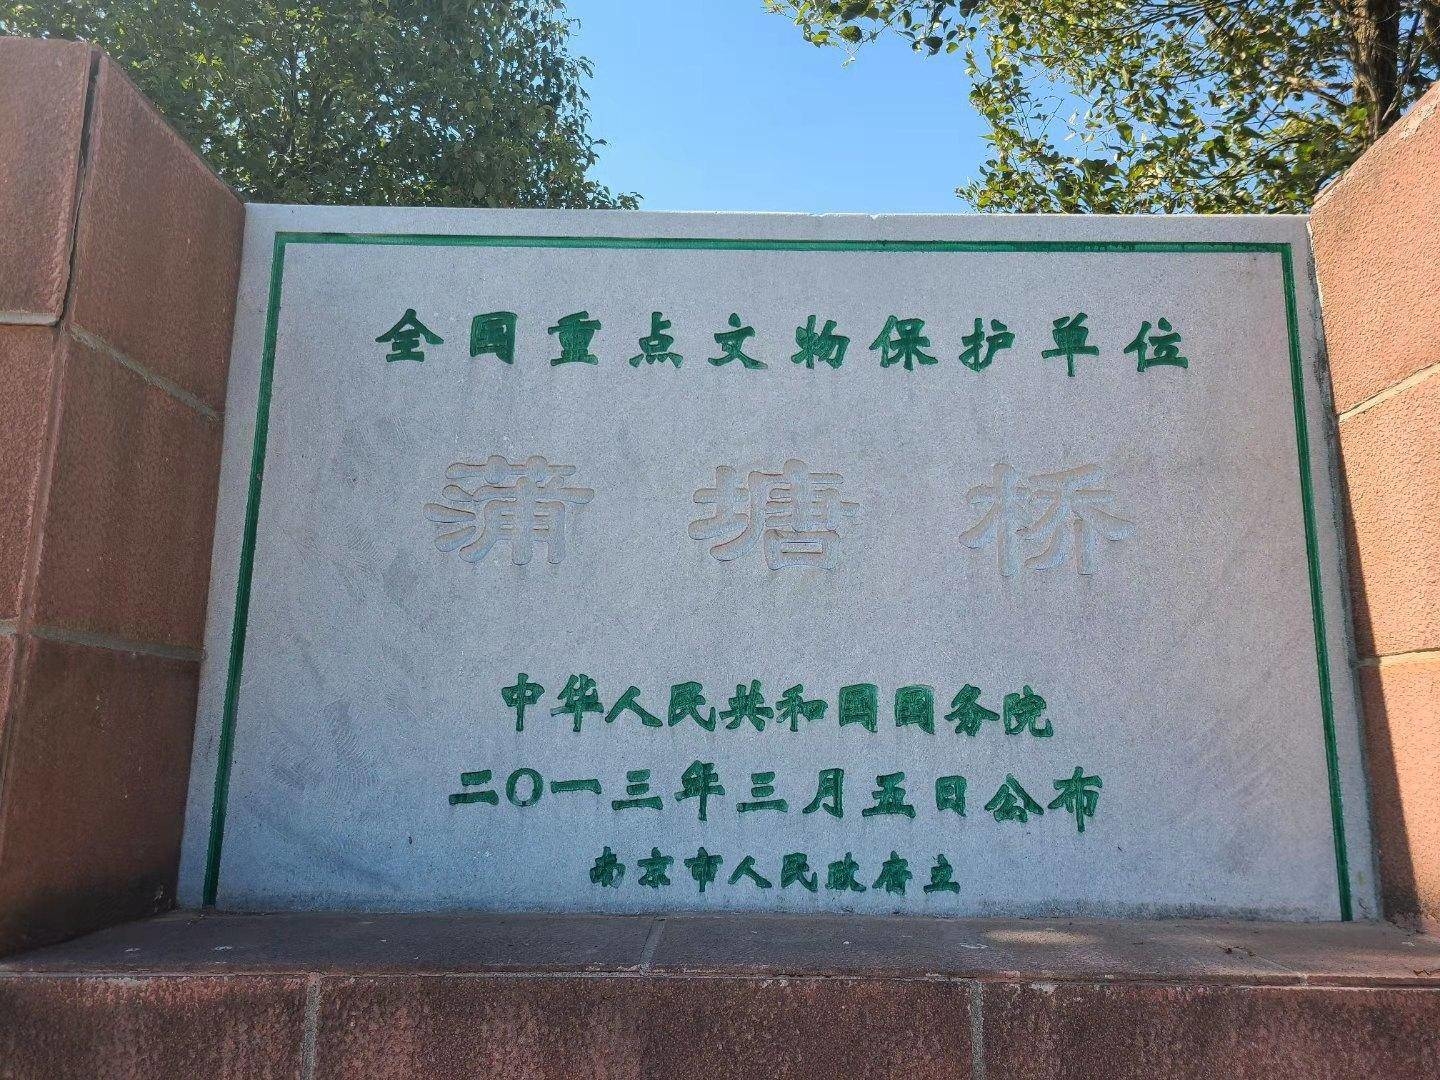 全国重点文物保护单位
蒲塘桥
中华人民共和国国务院
二〇一三年三月五日公布
南京市人民政府立